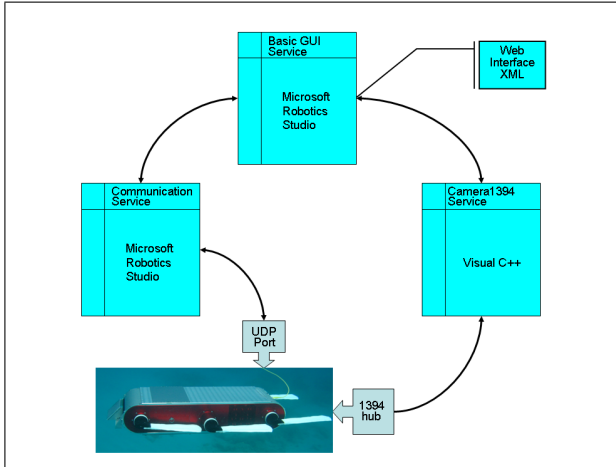 Basic GUI
Service
Microsoft
Robotics
Studio
Web
Interface
XML
Communication
Service
Microsoft
Robotics
Studio
Camera1394
Service
Visual C++
UDP
Port
1394
hub